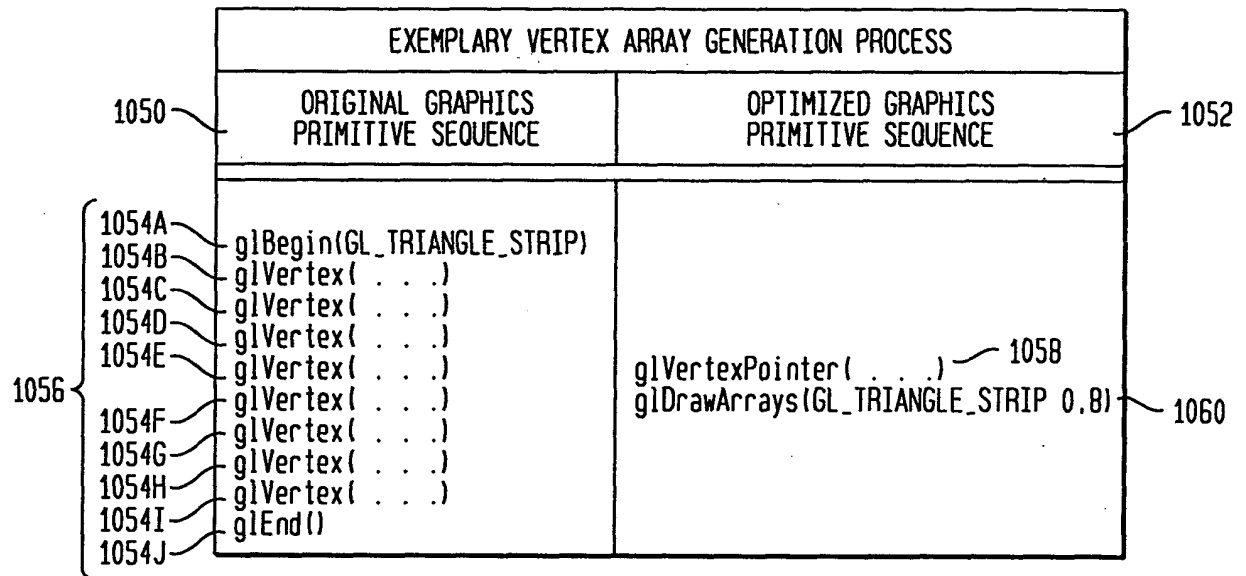 EXEMPLARY VERTEX ARRAY GENERATION PROCESS
1050
ORIGINAL GRAPHICS
PRIMITIVE SEQUENCE
OPTIMIZED GRAPHICS
PRIMITIVE SEQUENCE
1052
1056
1054A
glBegin(GL_TRIANGLE_STRIP)
1054B
glVertex( . . .)
1054C
glVertex( . . .)
1054D
glVertex( . . .)
1054E
glVertex( . . .)
1054F
glVertex( . . .)
1054G
glVertex( . . .)
1054H
glVertex( . . .)
1054I
glVertex( . . .)
1054J
glEnd()
glVertexPointer( . . .)
1058
glDrawArrays(GL_TRIANGLE_STRIP 0,8)
1060